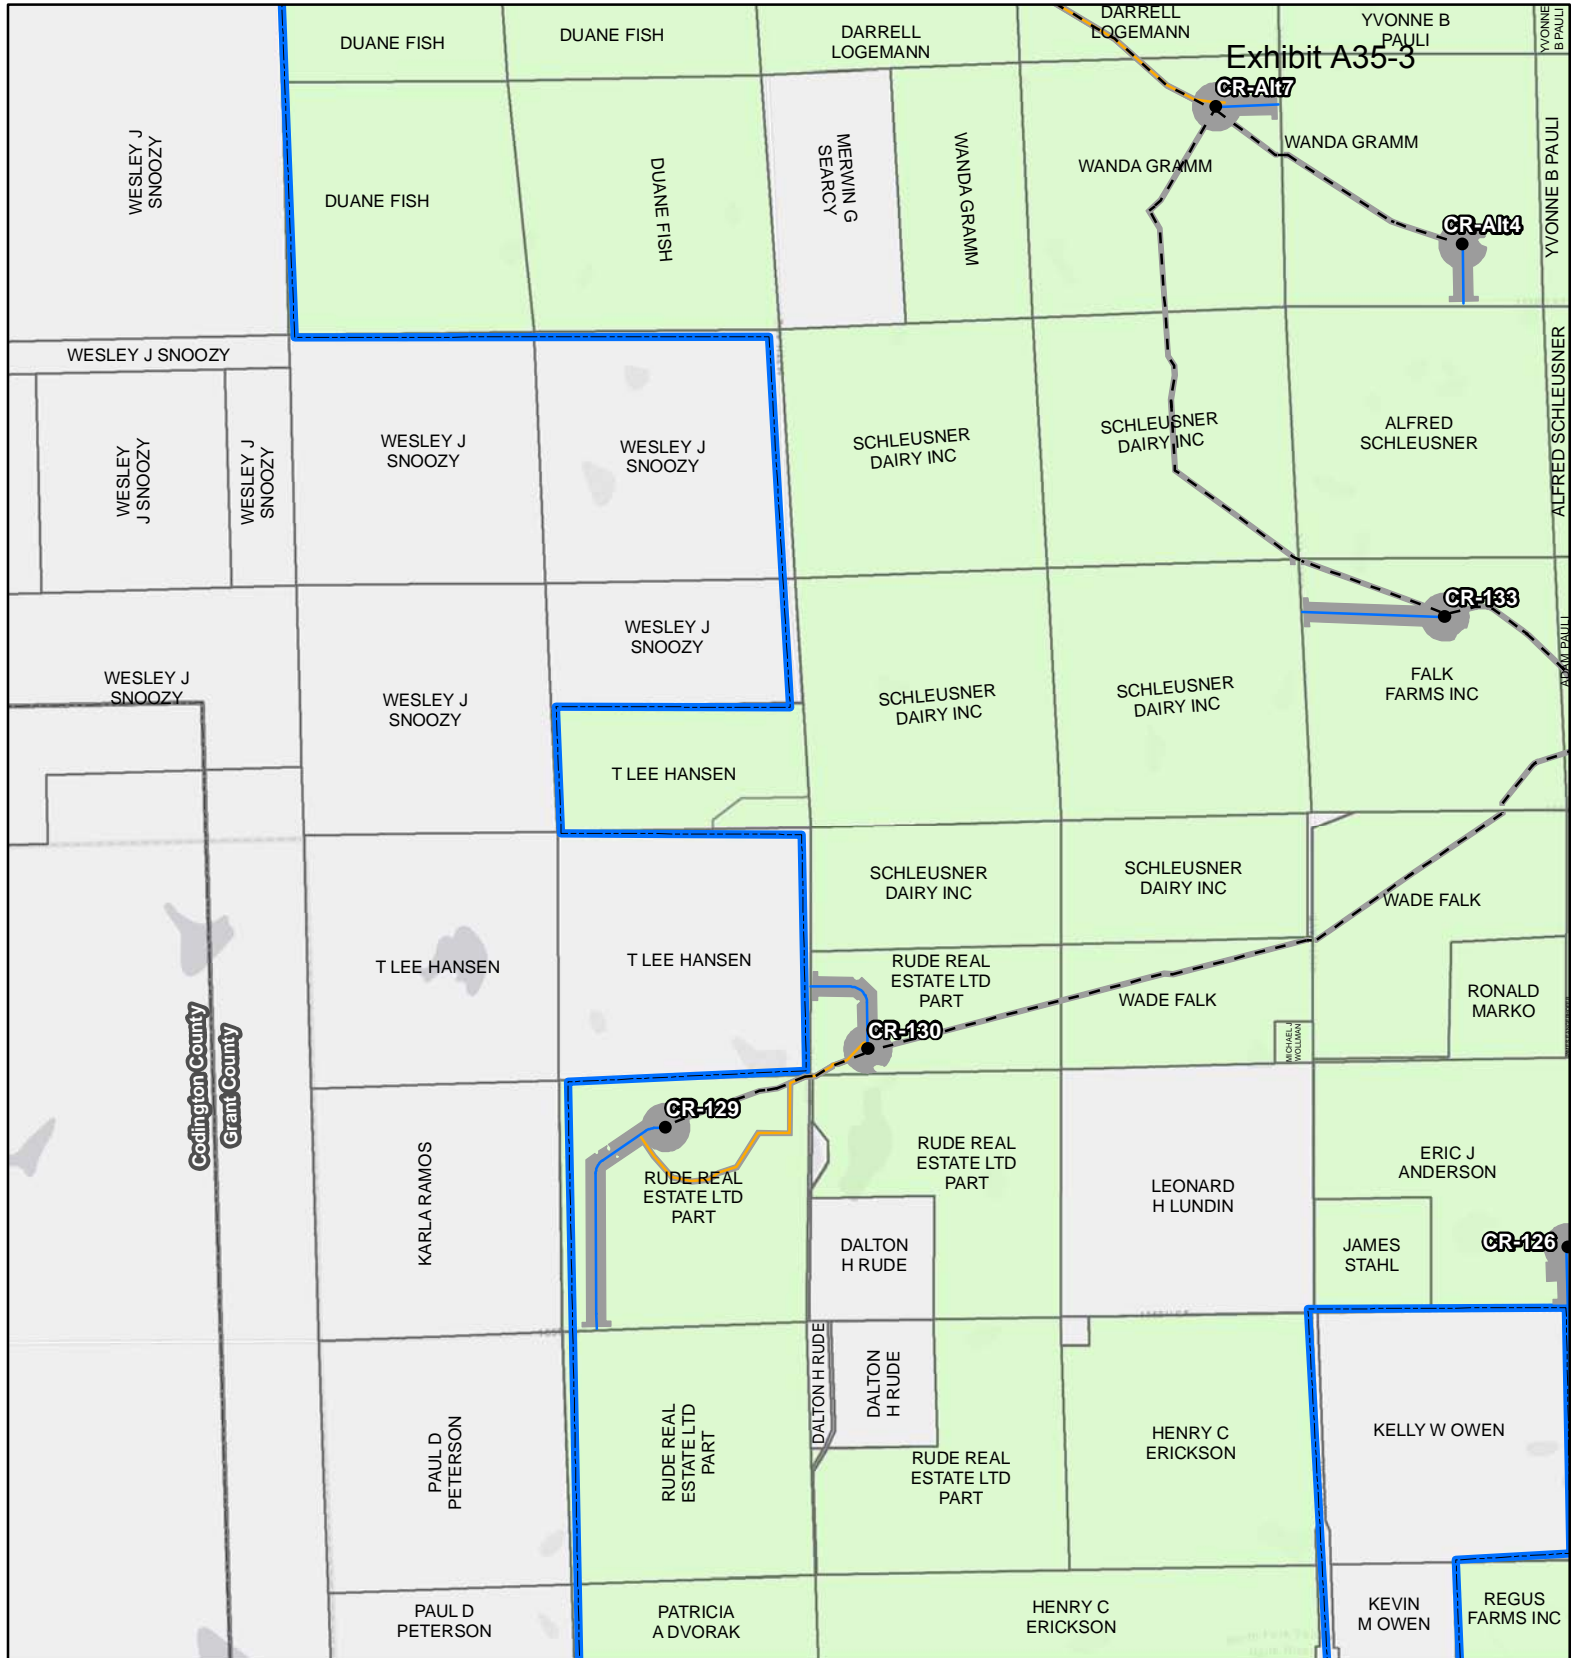 DUANE FISH
DUANE FISH
DARRELL
LOGEMANN
DARRELL
LOGEMANN
YVONNE B
PAULI
YVONNE
B PAULI
Exhibit A35-3
CR-Alt7
WESLEY J
SNOOZY
DUANE FISH
DUANE FISH
MERWIN G
SEARCY
WANDA GRAMM
WANDA GRAMM
WANDA GRAMM
YVONNE B PAULI
CR-Alt4
WESLEY J SNOOZY
WESLEY
J SNOOZY
WESLEY J
SNOOZY
WESLEY J
SNOOZY
WESLEY J
SNOOZY
SCHLEUSNER
DAIRY INC
SCHLEUSNER
DAIRY INC
ALFRED
SCHLEUSNER
ALFRED SCHLEUSNER
CR-133
WESLEY J
SNOOZY
WESLEY J
SNOOZY
WESLEY J
SNOOZY
SCHLEUSNER
DAIRY INC
SCHLEUSNER
DAIRY INC
FALK
FARMS INC
ADAM PAULI
T LEE HANSEN
SCHLEUSNER
DAIRY INC
SCHLEUSNER
DAIRY INC
WADE FALK
T LEE HANSEN
T LEE HANSEN
RUDE REAL
ESTATE LTD
PART
WADE FALK
RONALD
MARKO
MICHAEL J
WOLLMAN
CR-130
Codington County
Grant County
CR-129
KARLA RAMOS
RUDE REAL
ESTATE LTD
PART
RUDE REAL
ESTATE LTD
PART
LEONARD
H LUNDIN
ERIC J
ANDERSON
DALTON
H RUDE
JAMES
STAHL
CR-126
PAUL D
PETERSON
RUDE REAL
ESTATE LTD
PART
DALTON H RUDE
DALTON
H RUDE
RUDE REAL
ESTATE LTD
PART
HENRY C
ERICKSON
KELLY W OWEN
PAUL D
PETERSON
PATRICIA
A DVORAK
HENRY C
ERICKSON
KEVIN
M OWEN
REGUS
FARMS INC